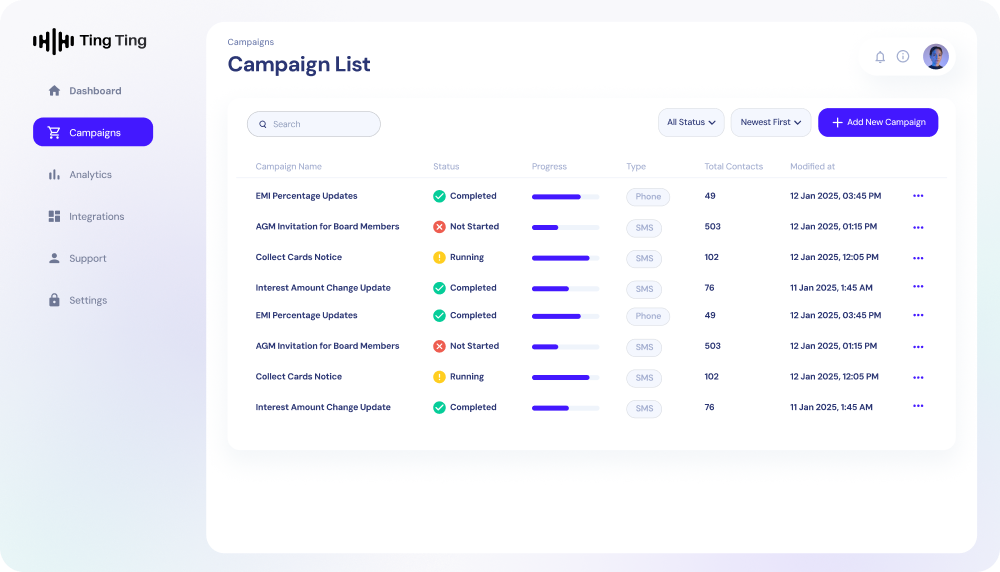 Ting Ting
Dashboard
Campaigns
Analytics
Integrations
Support
Settings
Campaigns
Campaign List
Search
All Status
Newest First
Add New Campaign
Campaign Name Status Progress Type Total Contacts Modified at
EMI Percentage Updates Completed Phone 49 12 Jan 2025, 03:45 PM
AGM Invitation for Board Members Not Started SMS 503 12 Jan 2025, 01:15 PM
Collect Cards Notice Running SMS 102 12 Jan 2025, 12:05 PM
Interest Amount Change Update Completed SMS 76 11 Jan 2025, 1:45 AM
EMI Percentage Updates Completed Phone 49 12 Jan 2025, 03:45 PM
AGM Invitation for Board Members Not Started SMS 503 12 Jan 2025, 01:15 PM
Collect Cards Notice Running SMS 102 12 Jan 2025, 12:05 PM
Interest Amount Change Update Completed SMS 76 11 Jan 2025, 1:45 AM